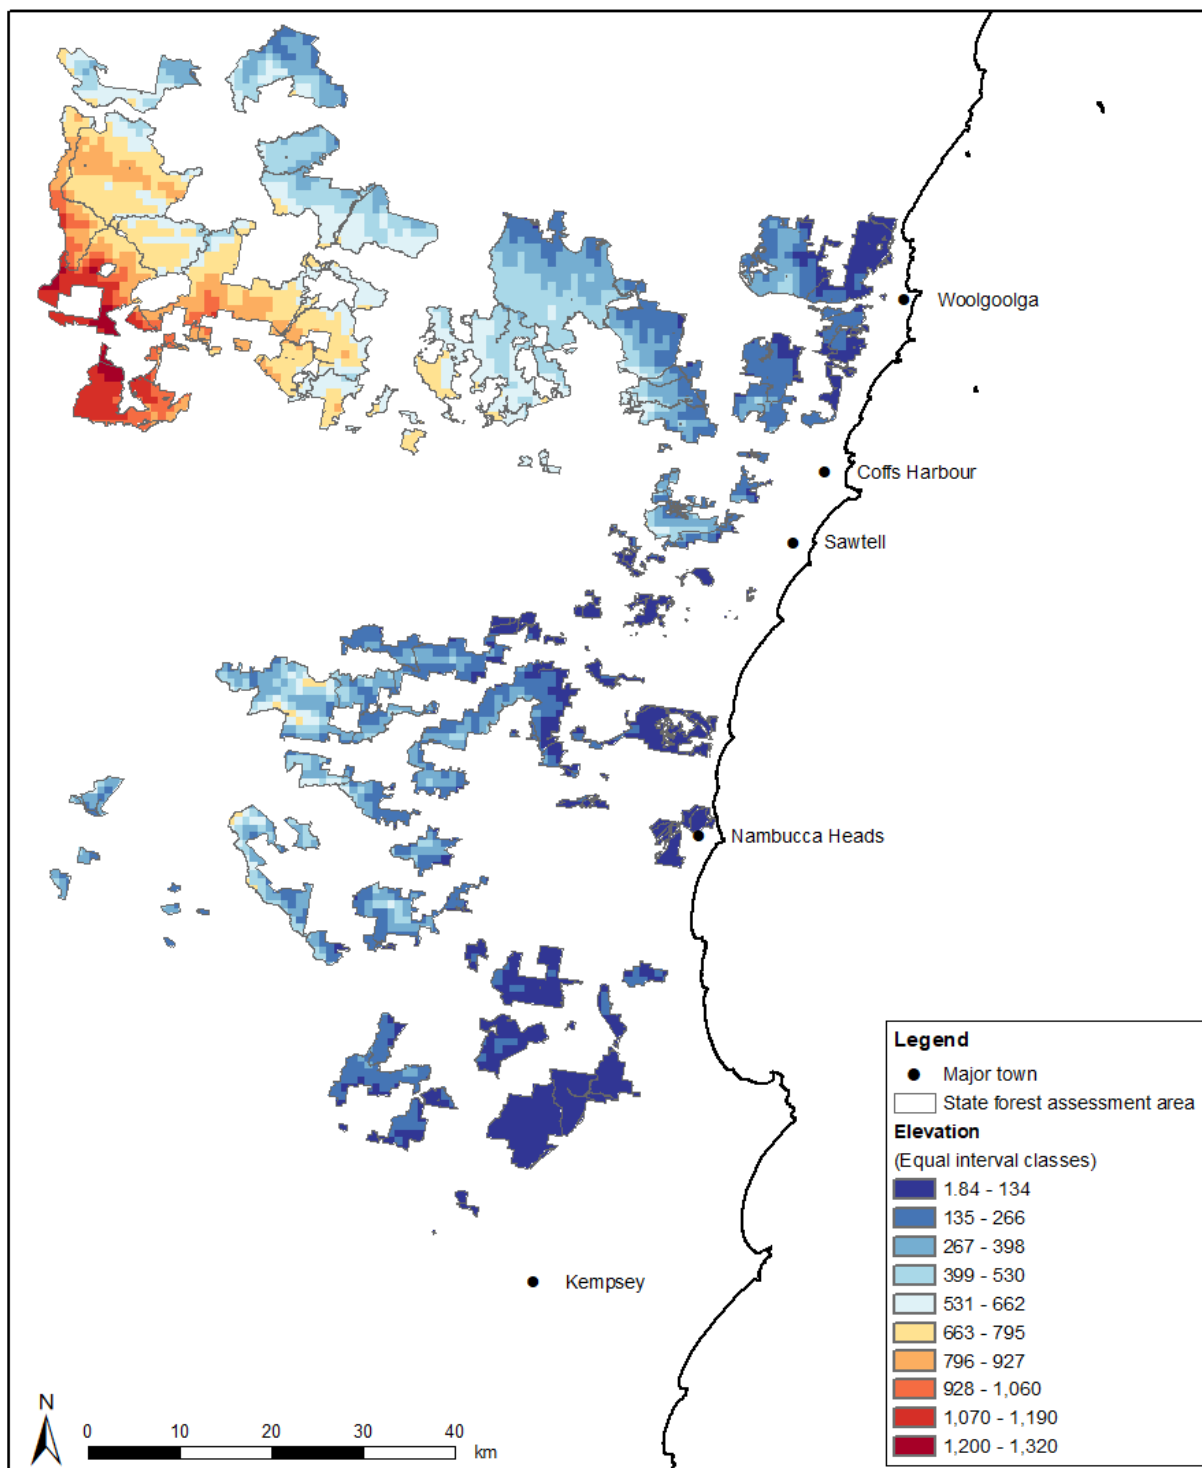 Woolgoolga
Coffs Harbour
Sawtell
Nambucca Heads
Kempsey
Legend
Major town
State forest assessment area
Elevation
(Equal interval classes)
1.84 - 134
135 - 266
267 - 398
399 - 530
531 - 662
663 - 795
796 - 927
928 - 1,060
1,070 - 1,190
1,200 - 1,320
N
0 10 20 30 40
km